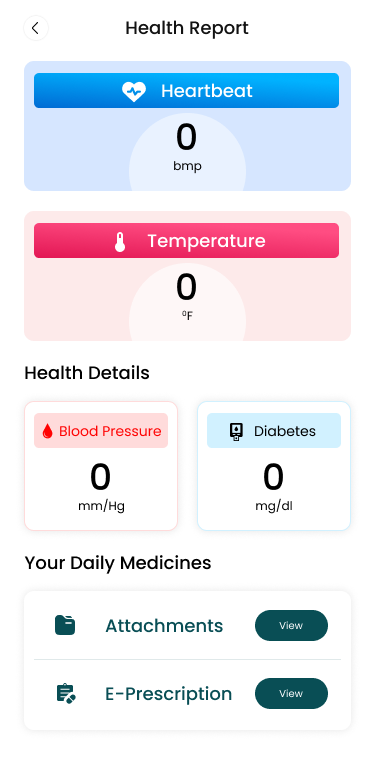 Health Report
Heartbeat
0
bmp
Temperature
0
⁰F
Health Details
Blood Pressure
0
mm/Hg
Diabetes
0
mg/dl
Your Daily Medicines
Attachments
View
E-Prescription
View